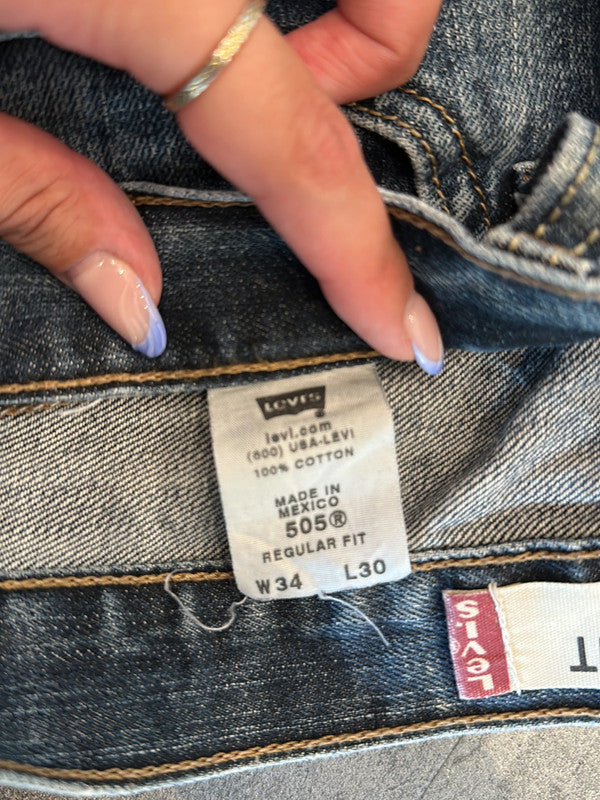 Levi's
levi.com
(800) USA-LEVI
100% COTTON
MADE IN
MEXICO
505®
REGULAR FIT
W34 L30
LEVI'S